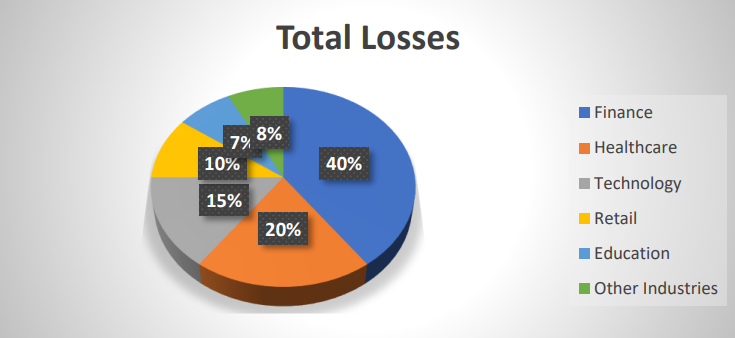 Total Losses
8%
7%
10%
40%
15%
20%
Finance
Healthcare
Technology
Retail
Education
Other Industries